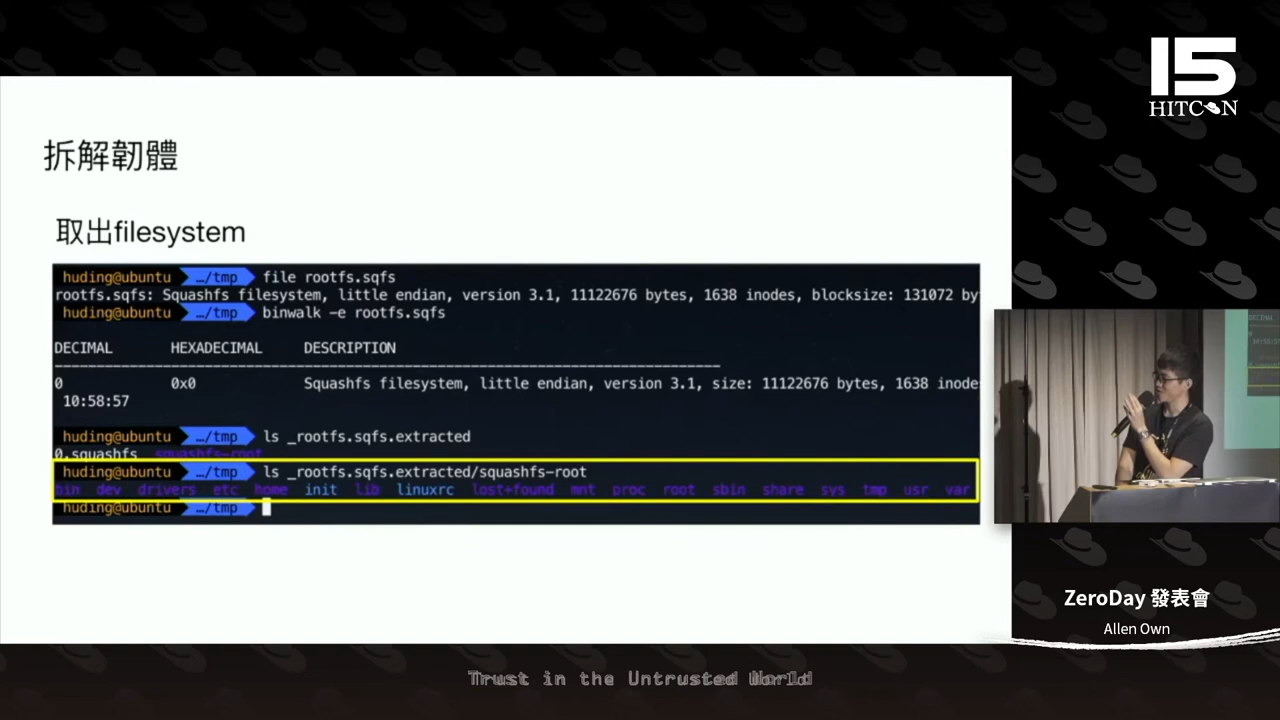 15
HITCON
拆解韌體
取出filesystem
huding@ubuntu …/tmp file rootfs.sqfs
rootfs.sqfs: Squashfs filesystem, little endian, version 3.1, 11122676 bytes, 1638 inodes, blocksize: 131072 by
huding@ubuntu …/tmp binwalk -e rootfs.sqfs
DECIMAL HEXADECIMAL DESCRIPTION
--------------------------------------------------------------------------------
0 0x0 Squashfs filesystem, little endian, version 3.1, size: 11122676 bytes, 1638 inode
10:58:57
huding@ubuntu …/tmp ls _rootfs.sqfs.extracted
0.squashfs squashfs-root
huding@ubuntu …/tmp ls _rootfs.sqfs.extracted/squashfs-root
bin dev drivers etc home init lib linuxrc lost+found mnt proc root sbin share sys tmp usr var
huding@ubuntu …/tmp
ZeroDay 發表會
Allen Own
Trust in the Untrusted World